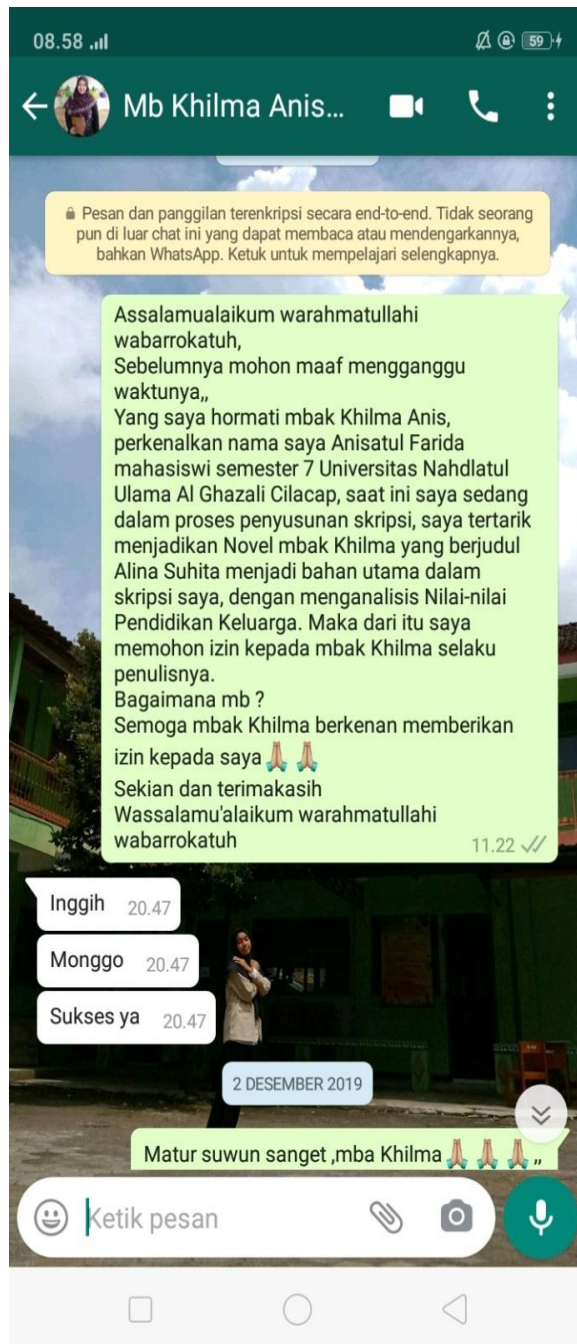 08.58
59
Mb Khilma Anis...
Pesan dan panggilan terenkripsi secara end-to-end. Tidak seorang
pun di luar chat ini yang dapat membaca atau mendengarkannya,
bahkan WhatsApp. Ketuk untuk mempelajari selengkapnya.
Assalamualaikum warahmatullahi
wabarrokatuh,
Sebelumnya mohon maaf mengganggu
waktunya,,
Yang saya hormati mbak Khilma Anis,
perkenalkan nama saya Anisatul Farida
mahasiswi semester 7 Universitas Nahdlatul
Ulama Al Ghazali Cilacap, saat ini saya sedang
dalam proses penyusunan skripsi, saya tertarik
menjadikan Novel mbak Khilma yang berjudul
Alina Suhita menjadi bahan utama dalam
skripsi saya, dengan menganalisis Nilai-nilai
Pendidikan Keluarga. Maka dari itu saya
memohon izin kepada mbak Khilma selaku
penulisnya.
Bagaimana mb ?
Semoga mbak Khilma berkenan memberikan
izin kepada saya 🙏🙏
Sekian dan terimakasih
Wassalamu'alaikum warahmatullahi
wabarrokatuh 11.22
Inggih 20.47
Monggo 20.47
Sukses ya 20.47
2 DESEMBER 2019
Matur suwun sanget ,mba Khilma 🙏🙏🙏 ,,
Ketik pesan